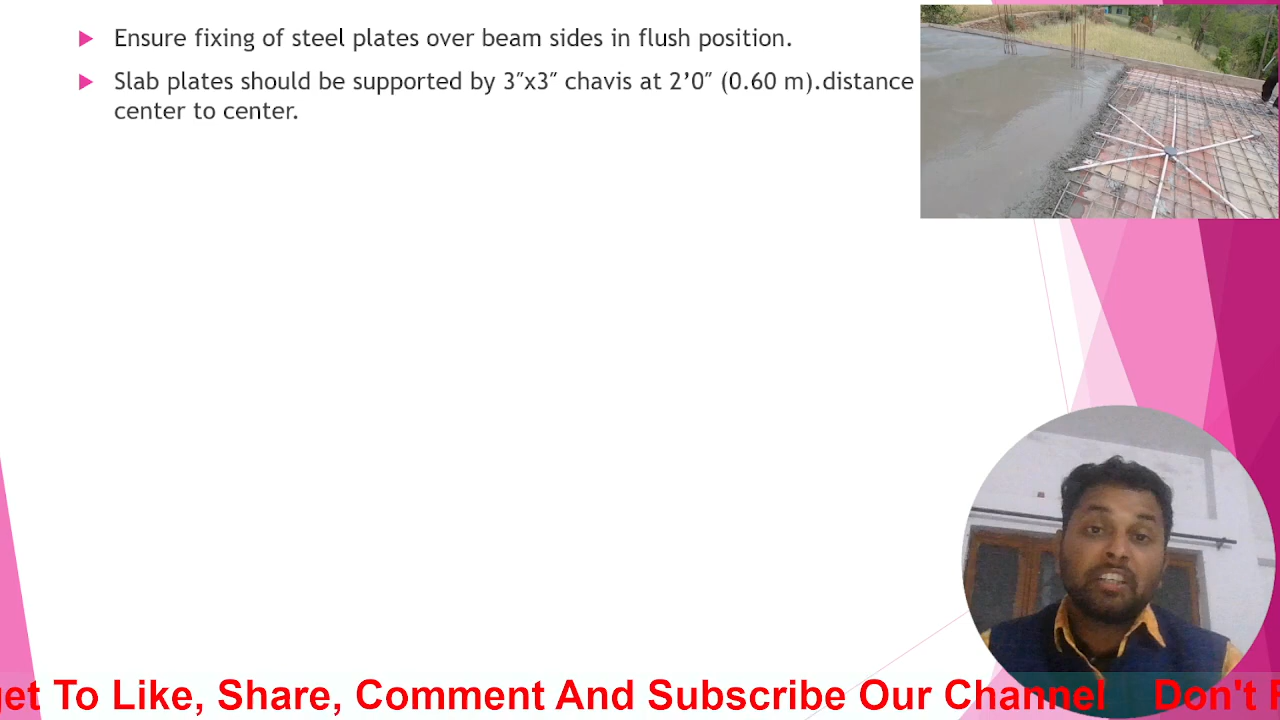 Ensure fixing of steel plates over beam sides in flush position.
Slab plates should be supported by 3″x3″ chavis at 2’0″ (0.60 m).distance
center to center.
get To Like, Share, Comment And Subscribe Our Channel Don't